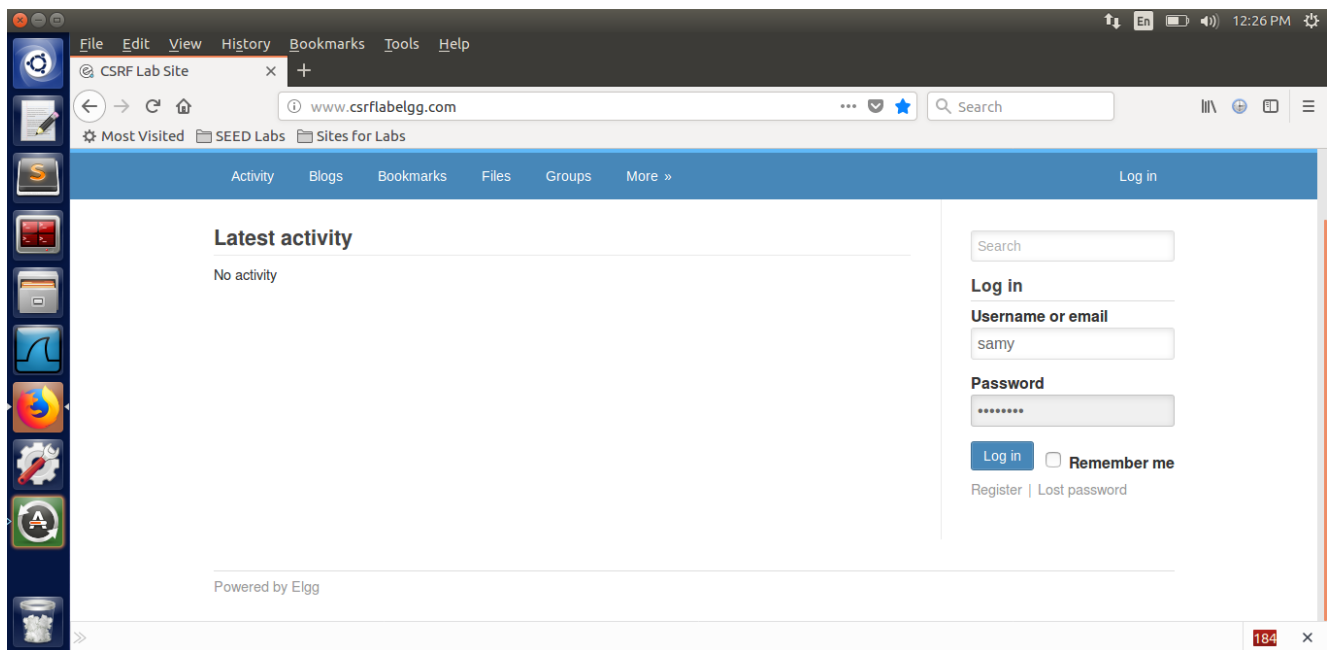 En 12:26 PM
File Edit View History Bookmarks Tools Help
CSRF Lab Site
www.csrflabelgg.com Search
Most Visited SEED Labs Sites for Labs
Activity Blogs Bookmarks Files Groups More » Log in
Latest activity
Search
No activity
Log in
Username or email
samy
Password
••••••••
Log in Remember me
Register | Lost password
Powered by Elgg
184